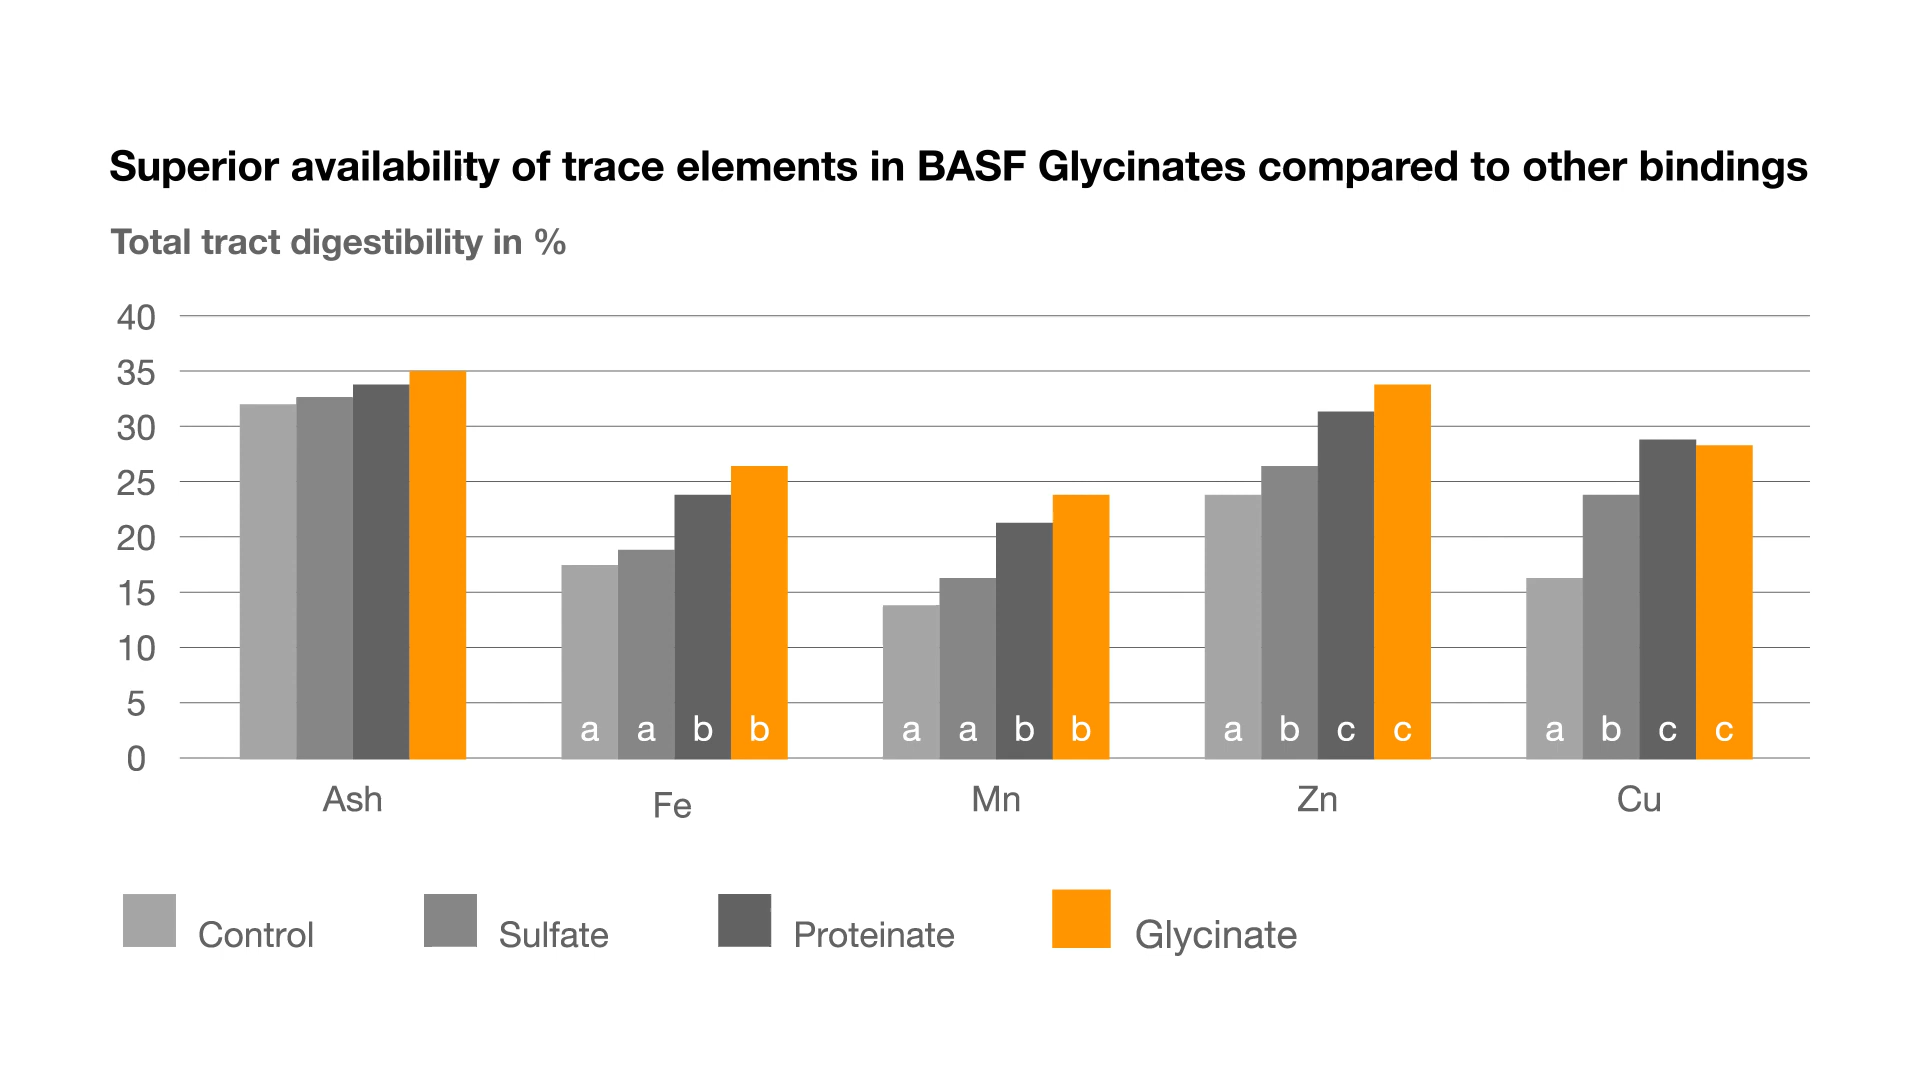 Superior availability of trace elements in BASF Glycinates compared to other bindings
Total tract digestibility in %
40
35
30
25
20
15
10
5
0
a a b b a a b b a b c c a b c c
Ash Fe Mn Zn Cu
Control Sulfate Proteinate Glycinate